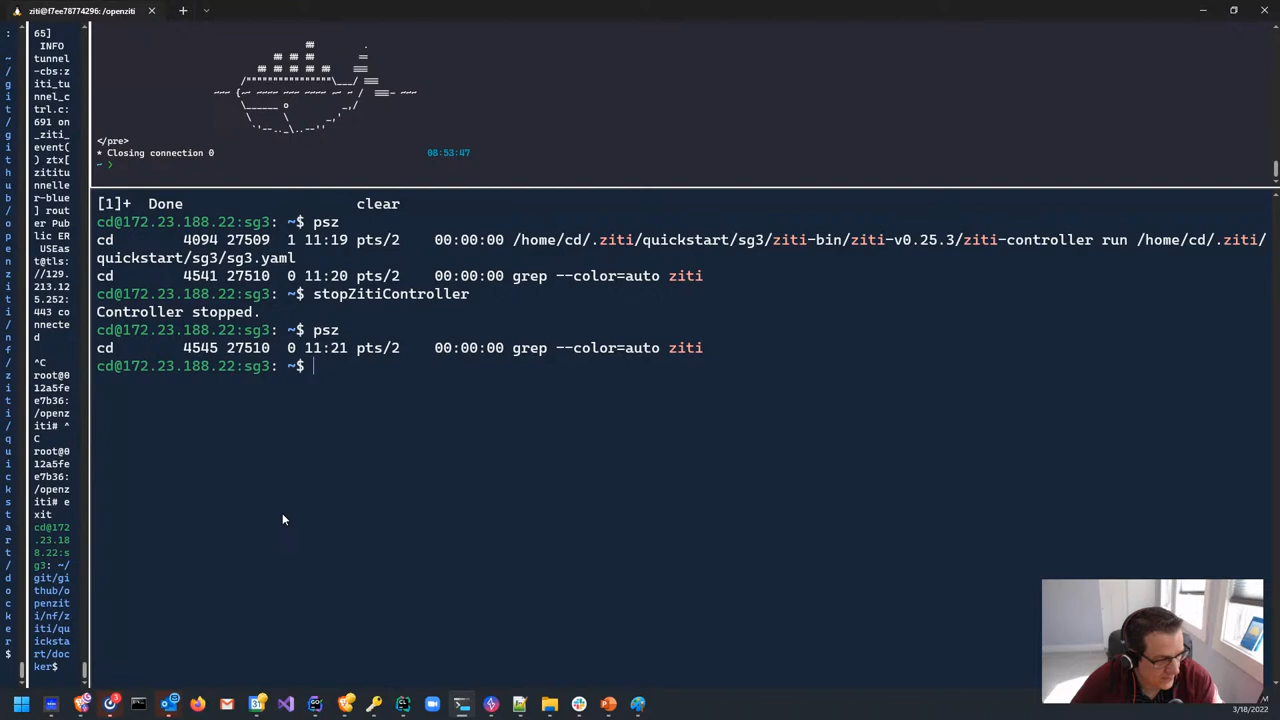 ziti@f7ee78774296: /openziti
:
~
/
g
i
t
/
g
i
t
h
u
b
/
o
p
e
n
z
i
t
i
/
n
f
/
z
i
t
i
/
q
u
i
c
k
s
t
a
r
t
/
d
o
c
k
e
r
$
65]
INFO
tunnel
-cbs:z
iti_tu
nnel_c
trl.c:
691 on
_ziti_
event(
) ztx[
zititu
nnelle
r-blue
] rout
er Pub
lic ER
USEas
t@tls:
//129.
213.12
5.252:
443 co
nnecte
d
^C
root@0
12a5fe
e7b36:
/openz
iti# ^
C
root@0
12a5fe
e7b36:
/openz
iti# e
xit
cd@172
.23.18
8.22:s
g3: ~/
git/gi
thub/o
penzit
i/nf/z
iti/qu
icksta
rt/doc
ker$
</pre>
* Closing connection 0 08:53:47
~ ❯
[1]+ Done clear
cd@172.23.188.22:sg3: ~$ psz
cd 4094 27509 1 11:19 pts/2 00:00:00 /home/cd/.ziti/quickstart/sg3/ziti-bin/ziti-v0.25.3/ziti-controller run /home/cd/.ziti/
quickstart/sg3/sg3.yaml
cd 4541 27510 0 11:20 pts/2 00:00:00 grep --color=auto ziti
cd@172.23.188.22:sg3: ~$ stopZitiController
Controller stopped.
cd@172.23.188.22:sg3: ~$ psz
cd 4545 27510 0 11:21 pts/2 00:00:00 grep --color=auto ziti
cd@172.23.188.22:sg3: ~$
3/18/2022